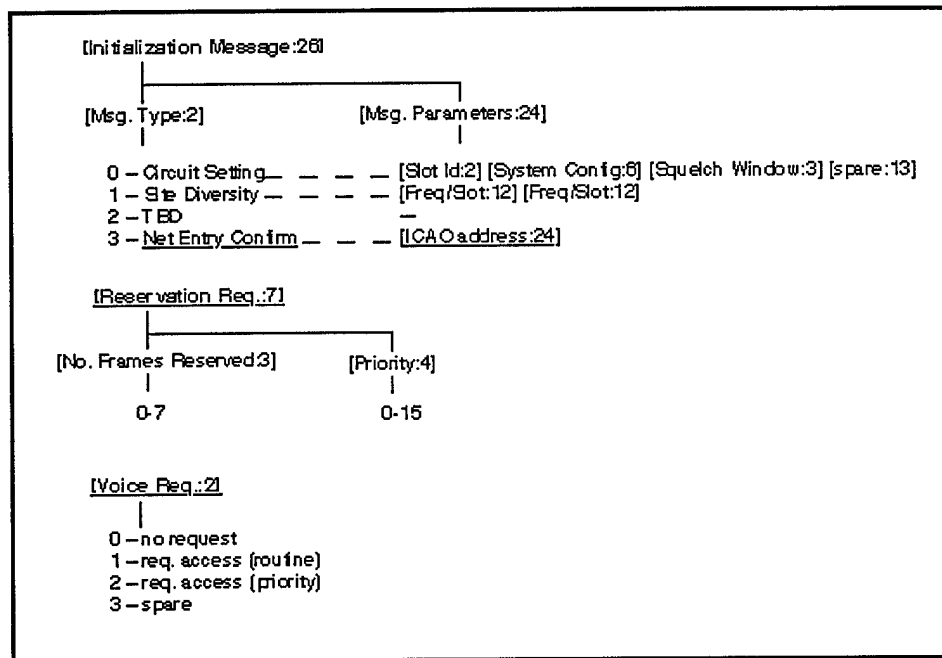 [Initialization Message:26]
[Msg. Type:2] [Msg. Parameters:24]
0 – Circuit Setting — — — [Slot Id:2] [System Config:6] [Squelch Window:3] [spare:13]
1 – Site Diversity — — — — [Freq/Slot:12] [Freq/Slot:12]
2 – TBD —
3 – Net Entry Confirm — — — [ICAO address:24]
[Reservation Req.:7]
[No. Frames Reserved:3] [Priority:4]
0-7 0-15
[Voice Req.:2]
0 – no request
1 – req. access (routine)
2 – req. access (priority)
3 – spare